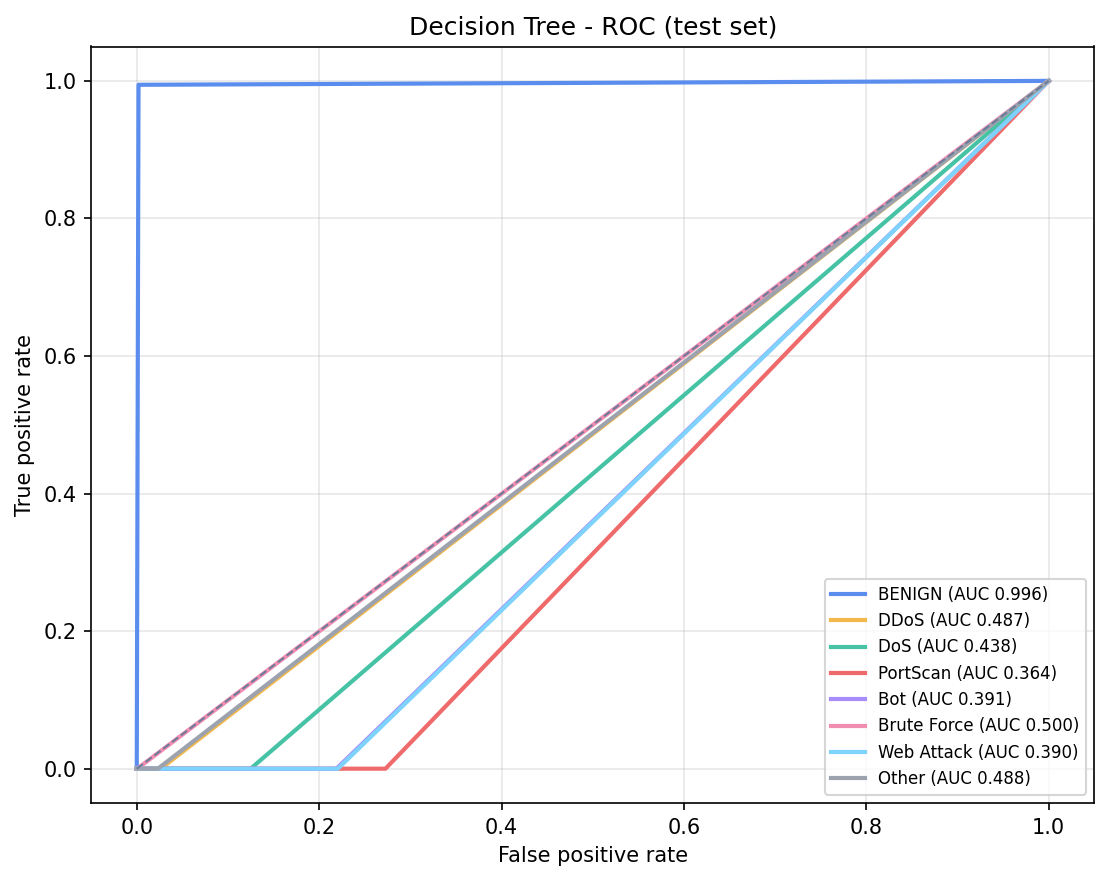 Decision Tree - ROC (test set)
1.0
0.8
0.6
0.4
0.2
0.0
True positive rate
0.0 0.2 0.4 0.6 0.8 1.0
False positive rate
BENIGN (AUC 0.996)
DDoS (AUC 0.487)
DoS (AUC 0.438)
PortScan (AUC 0.364)
Bot (AUC 0.391)
Brute Force (AUC 0.500)
Web Attack (AUC 0.390)
Other (AUC 0.488)